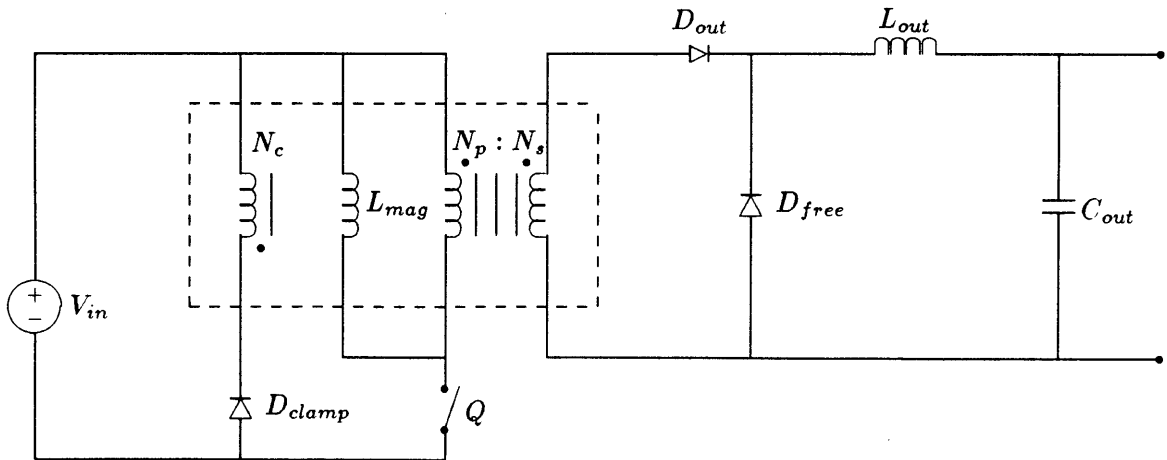 D_out
L_out
N_c
N_p : N_s
L_mag
D_free
C_out
+
−
V_in
D_clamp
Q